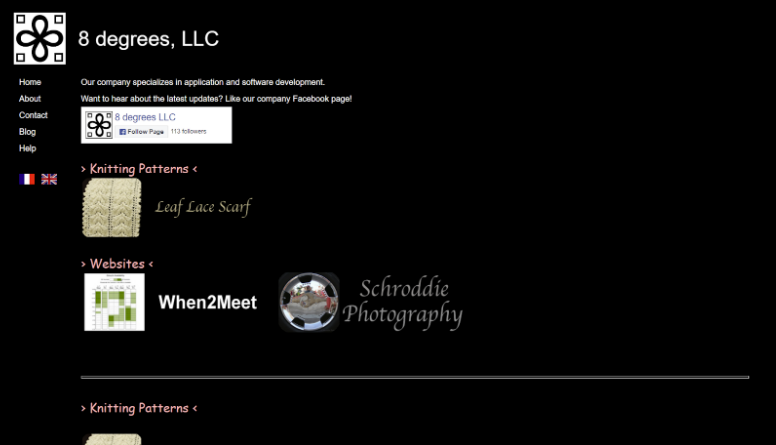 8 degrees, LLC
Home
About
Contact
Blog
Help
Our company specializes in application and software development.
Want to hear about the latest updates? Like our company Facebook page!
8 degrees LLC
Follow Page 113 followers
> Knitting Patterns <
Leaf Lace Scarf
> Websites <
When2Meet
Schroddie
Photography
> Knitting Patterns <